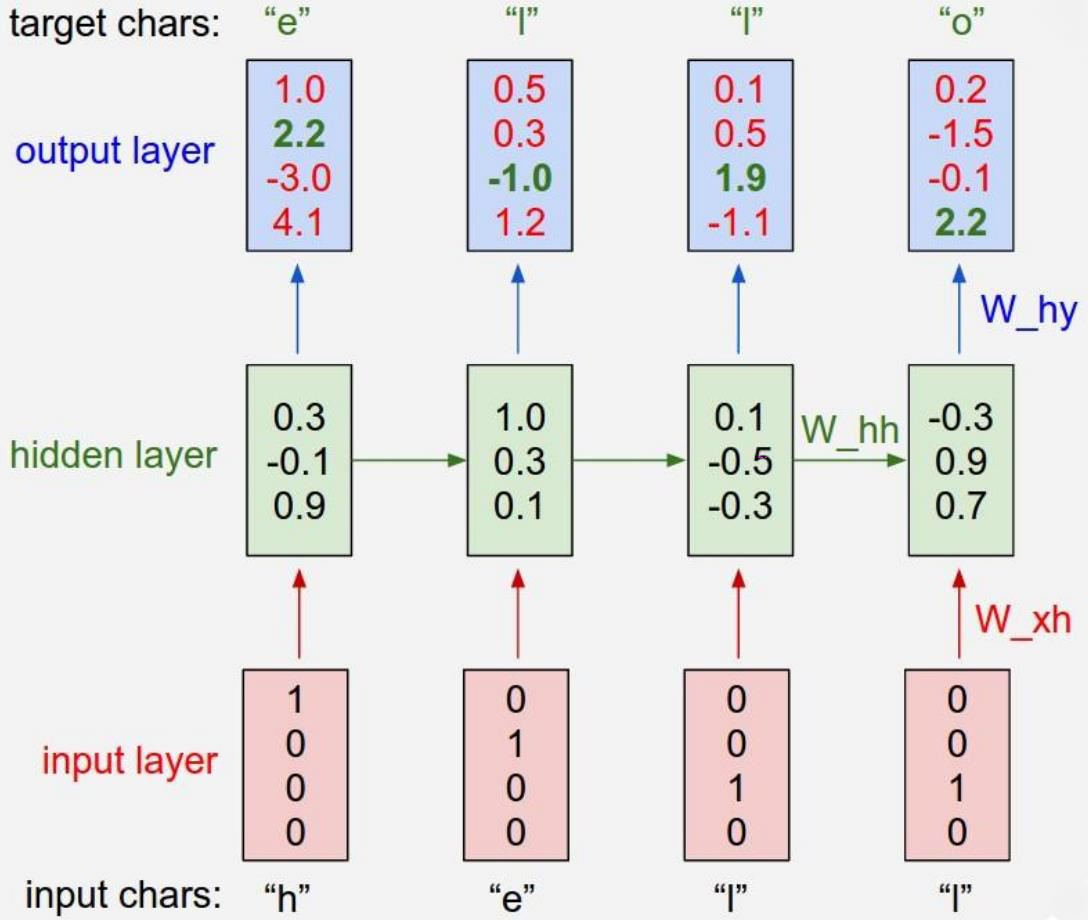 target chars: “e” “l” “l” “o”
1.0 0.5 0.1 0.2
2.2 0.3 0.5 -1.5
output layer
-3.0 -1.0 1.9 -0.1
4.1 1.2 -1.1 2.2
W_hy
0.3 1.0 0.1 -0.3
W_hh
hidden layer
-0.1 0.3 -0.5 0.9
0.9 0.1 -0.3 0.7
W_xh
1 0 0 0
0 1 0 0
input layer
0 0 1 1
0 0 0 0
input chars: “h” “e” “l” “l”